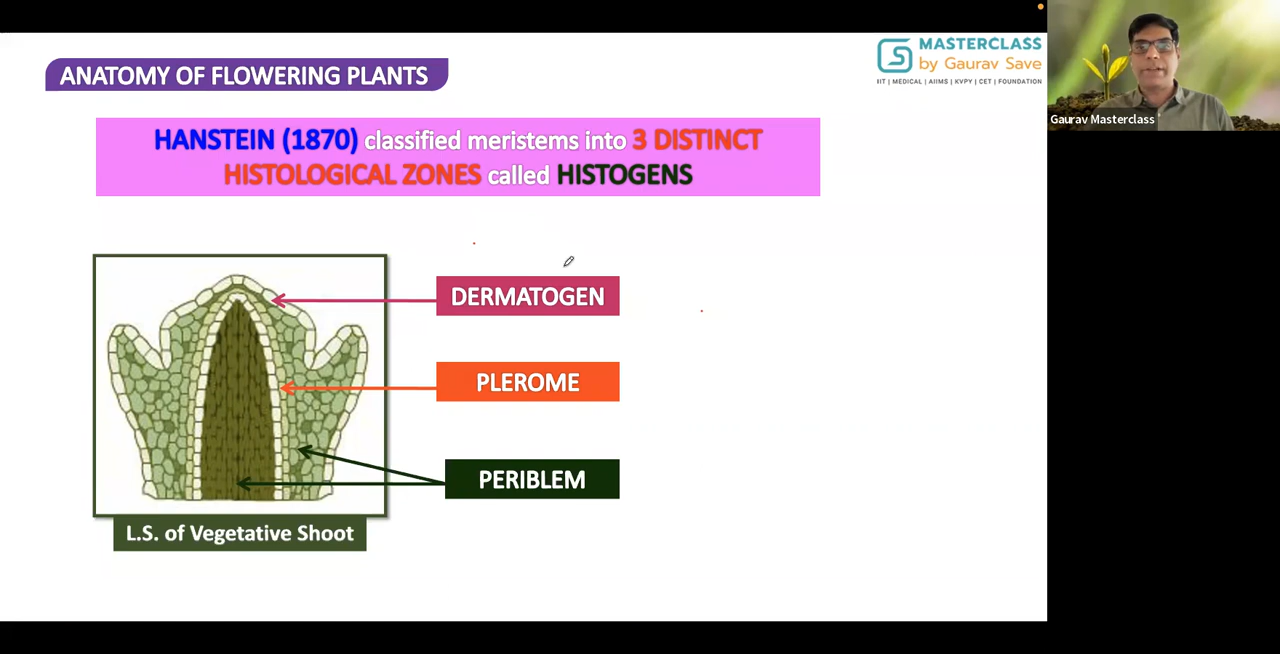 MASTERCLASS
by Gaurav Save
IIT | MEDICAL | AIIMS | KVPY | CET | FOUNDATION
ANATOMY OF FLOWERING PLANTS
Gaurav Masterclass
HANSTEIN (1870) classified meristems into 3 DISTINCT
HISTOLOGICAL ZONES called HISTOGENS
DERMATOGEN
PLEROME
PERIBLEM
L.S. of Vegetative Shoot